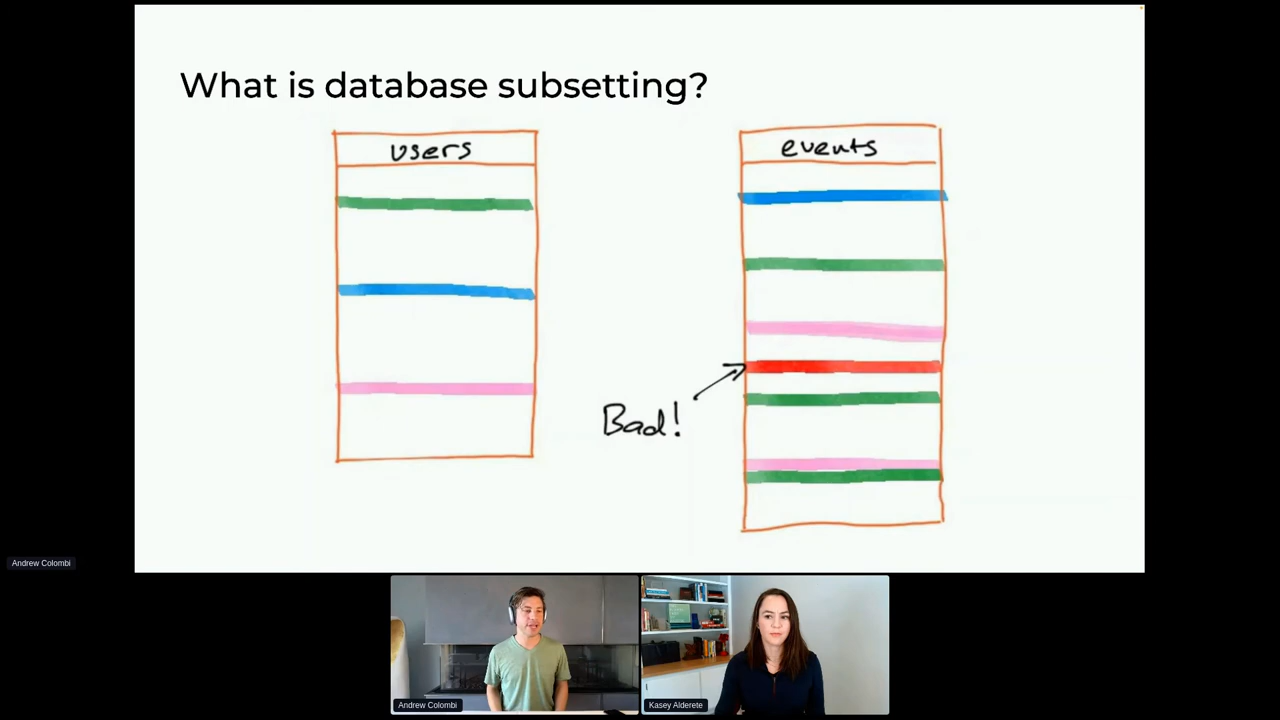 What is database subsetting?
users
events
Bad!
Andrew Colombi
Andrew Colombi
Kasey Alderete